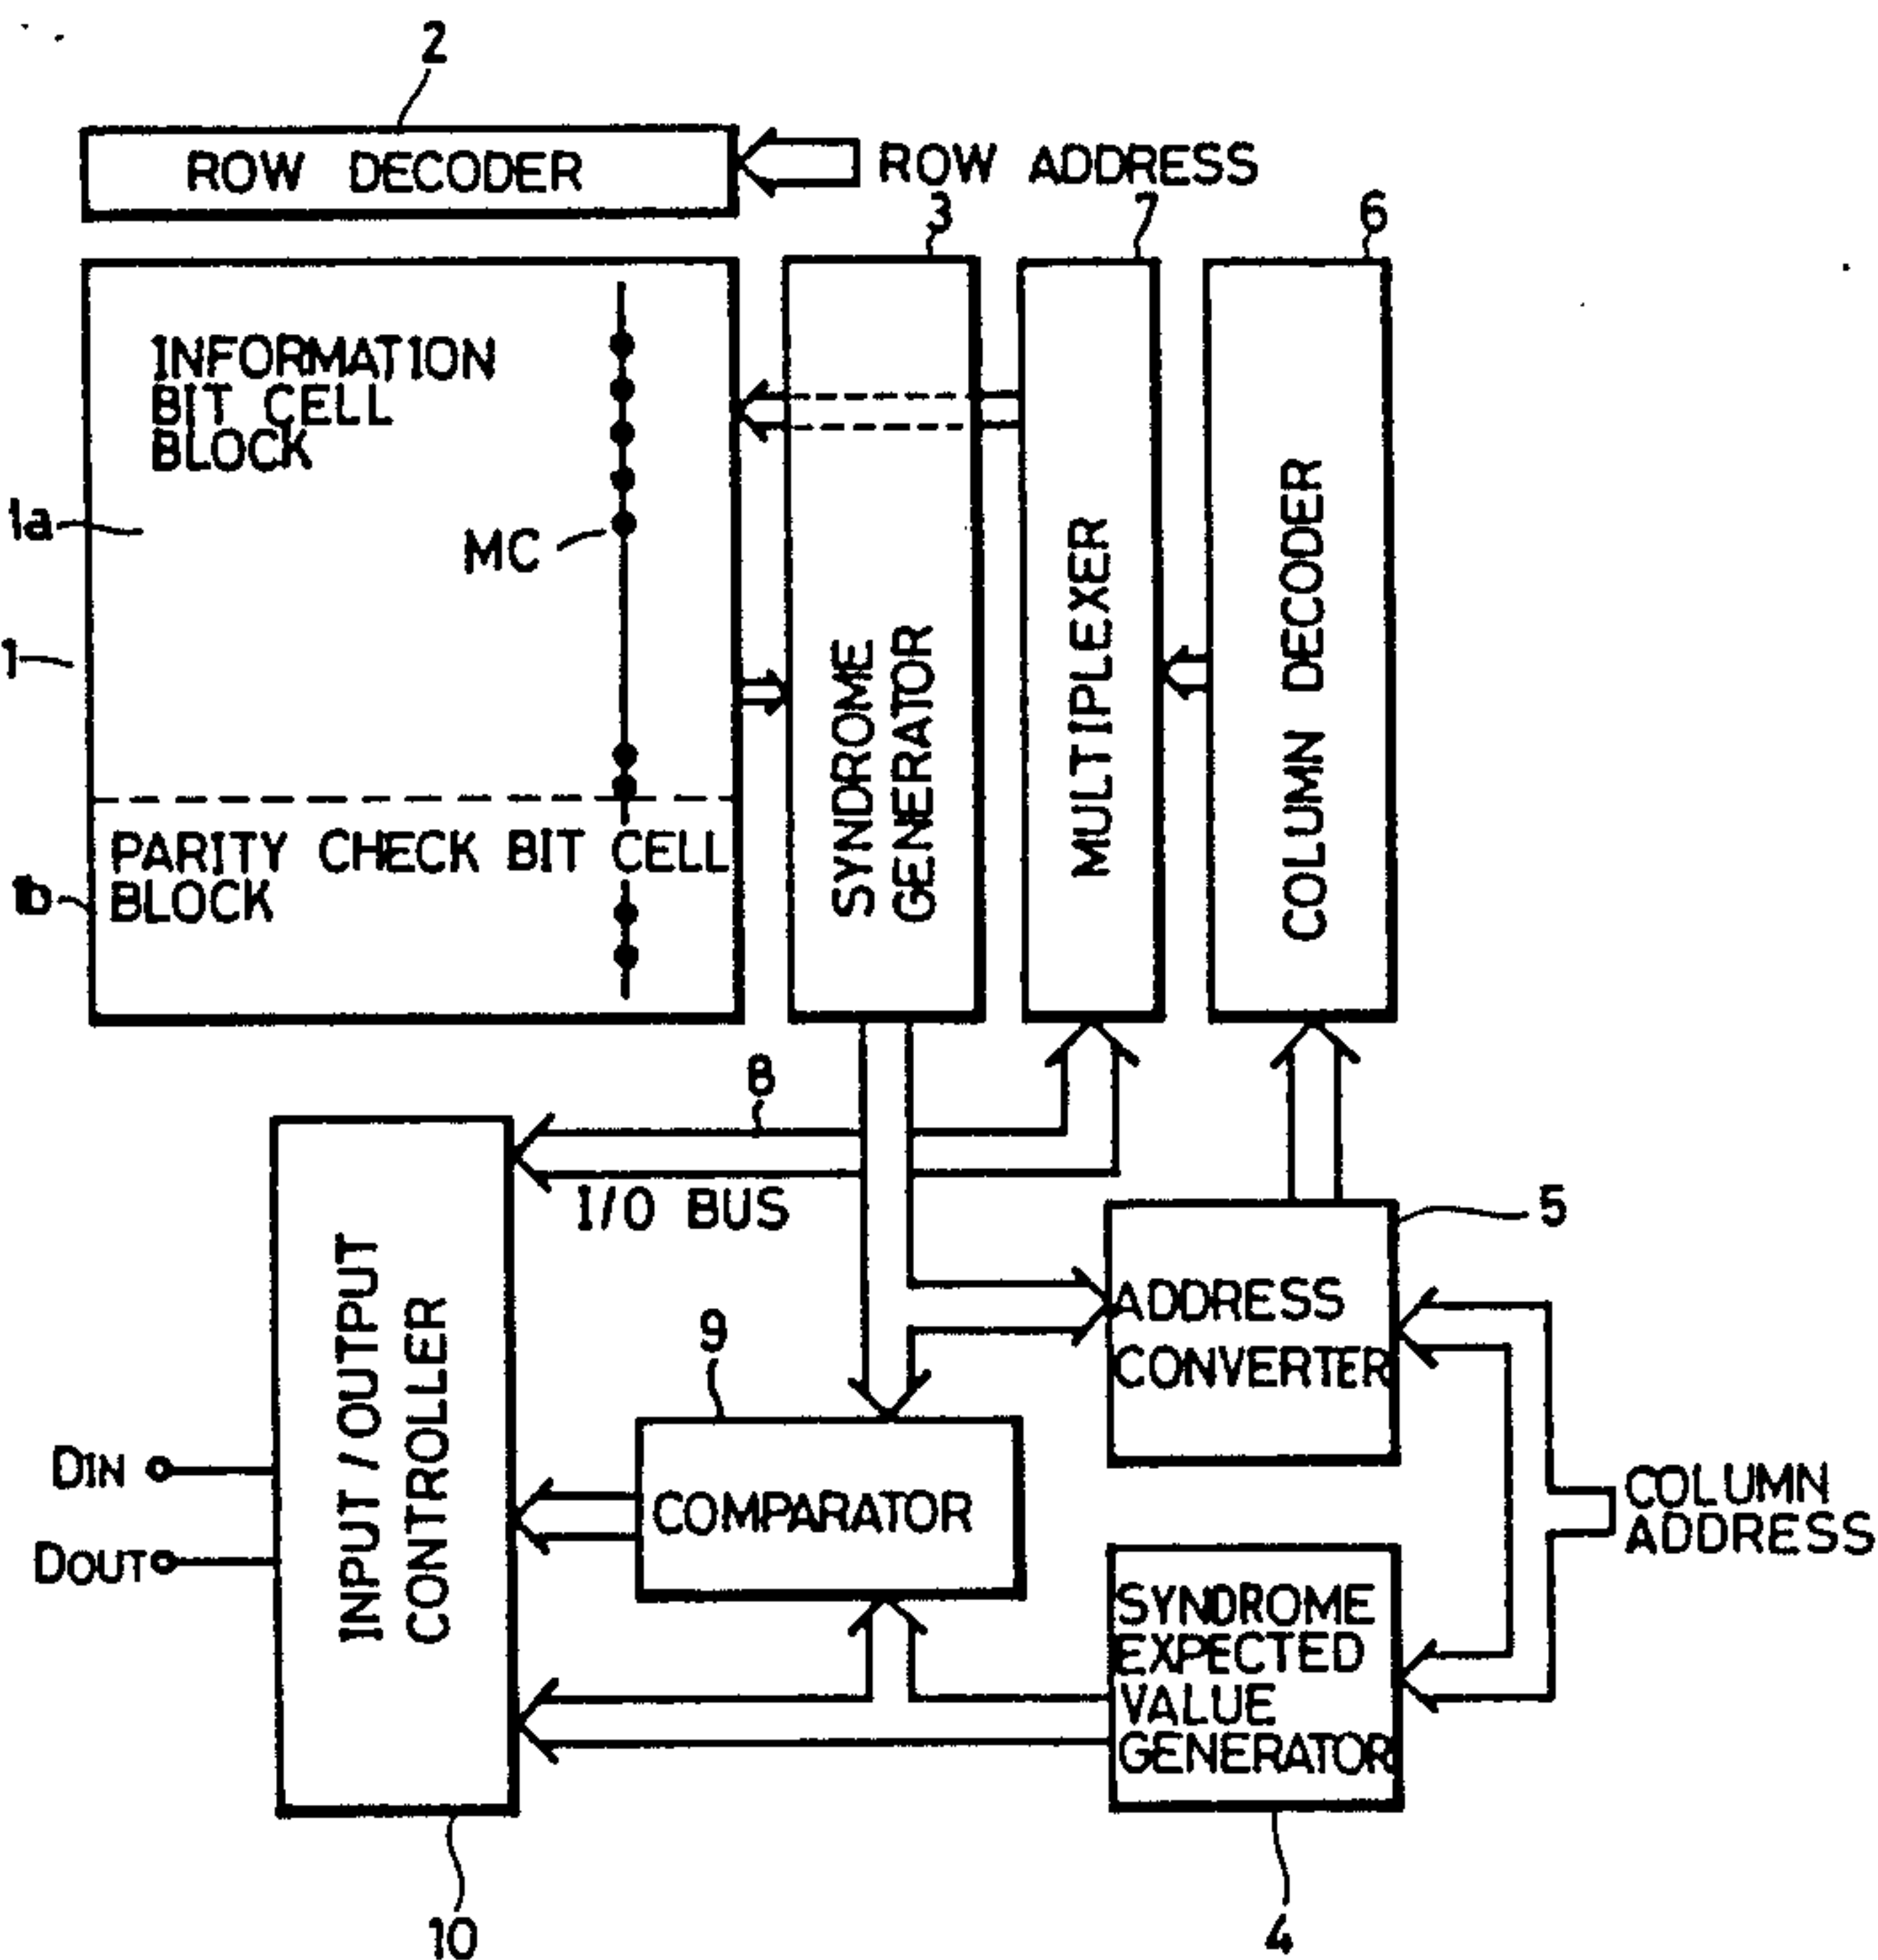 2
ROW DECODER
ROW ADDRESS
3
7
6
INFORMATION
BIT CELL
BLOCK
1a
MC
1
PARITY CHECK BIT CELL
BLOCK
1b
SYNDROME
GENERATOR
MULTIPLEXER
COLUMN DECODER
8
I/O BUS
5
ADDRESS
CONVERTER
9
INPUT/OUTPUT
CONTROLLER
DIN
DOUT
COMPARATOR
COLUMN
ADDRESS
SYNDROME
EXPECTED
VALUE
GENERATOR
10
4